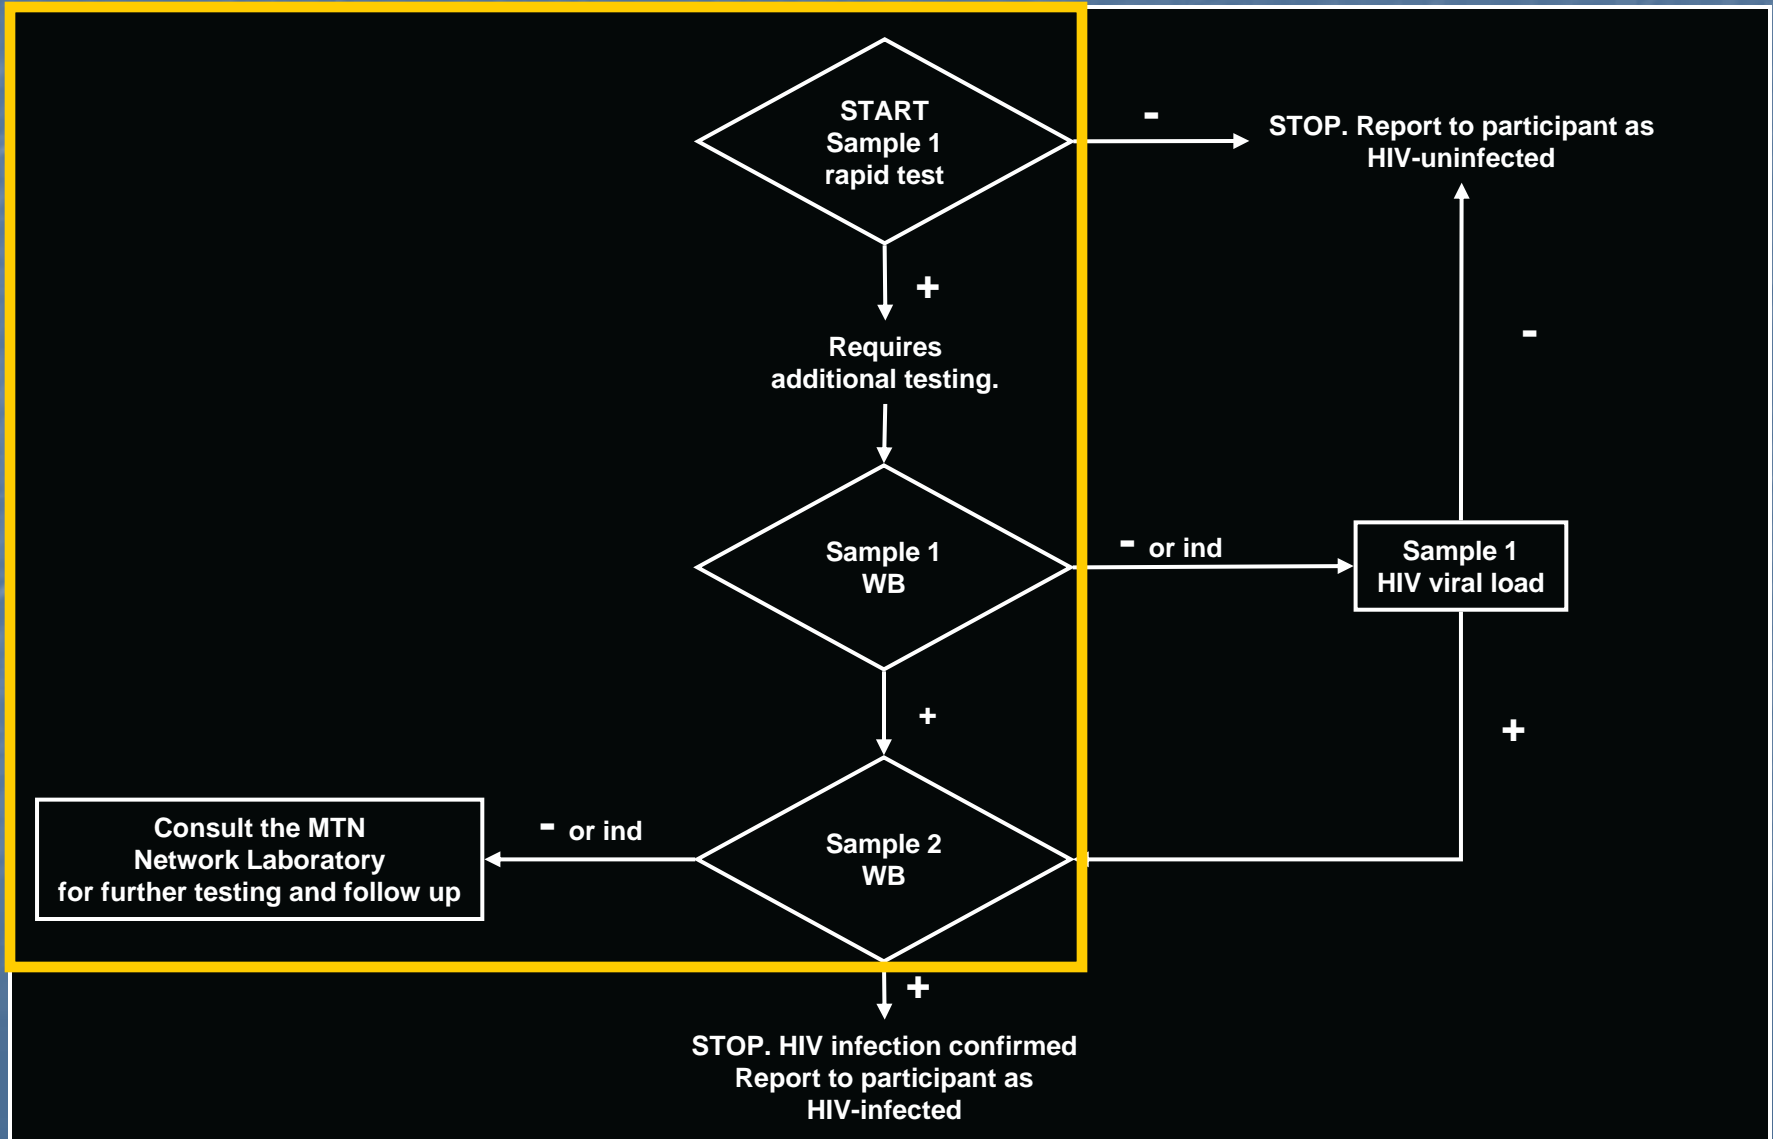 START
Sample 1
rapid test
-
STOP. Report to participant as
HIV-uninfected
+
Requires
additional testing.
-
Sample 1
WB
- or ind
Sample 1
HIV viral load
+
+
Sample 2
WB
- or ind
Consult the MTN
Network Laboratory
for further testing and follow up
+
STOP. HIV infection confirmed
Report to participant as
HIV-infected